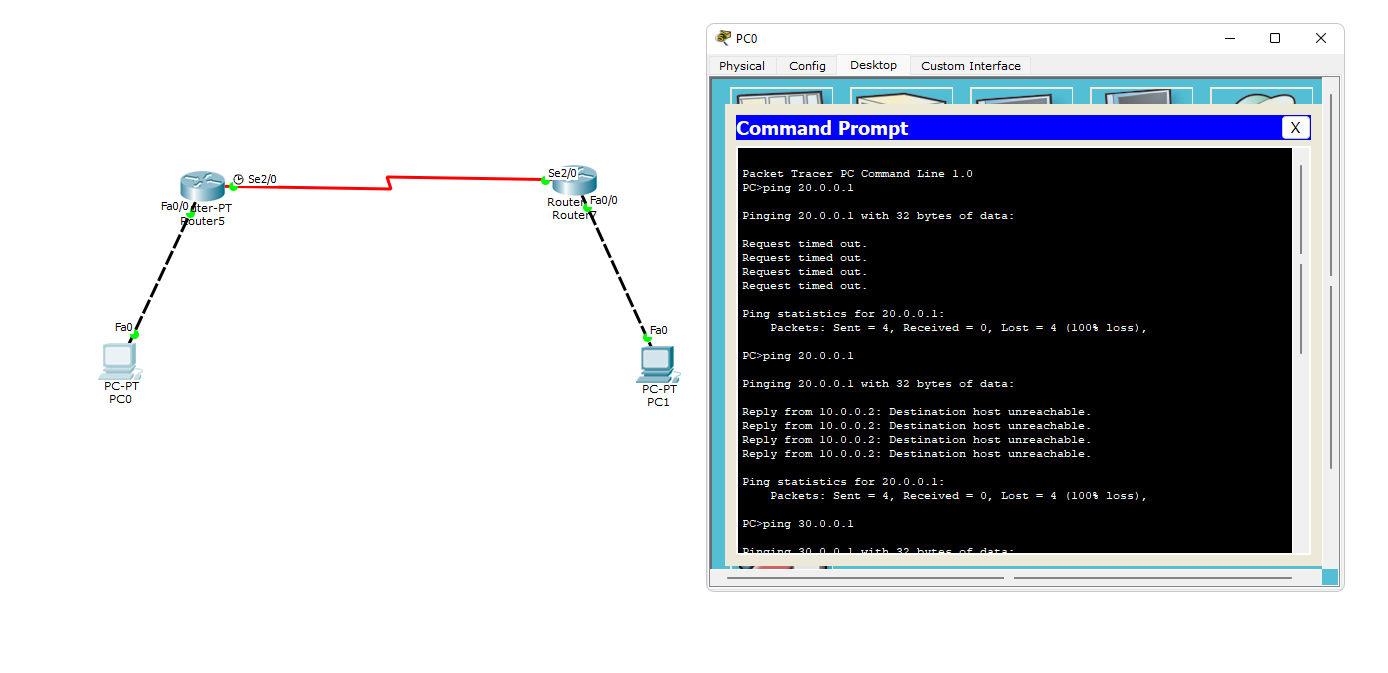 PC0
Physical Config Desktop Custom Interface
Command Prompt
X
Packet Tracer PC Command Line 1.0
PC>ping 20.0.0.1
Pinging 20.0.0.1 with 32 bytes of data:
Request timed out.
Request timed out.
Request timed out.
Request timed out.
Ping statistics for 20.0.0.1:
Packets: Sent = 4, Received = 0, Lost = 4 (100% loss),
PC>ping 20.0.0.1
Pinging 20.0.0.1 with 32 bytes of data:
Reply from 10.0.0.2: Destination host unreachable.
Reply from 10.0.0.2: Destination host unreachable.
Reply from 10.0.0.2: Destination host unreachable.
Reply from 10.0.0.2: Destination host unreachable.
Ping statistics for 20.0.0.1:
Packets: Sent = 4, Received = 0, Lost = 4 (100% loss),
PC>ping 30.0.0.1
Pinging 30.0.0.1 with 32 bytes of data:
Se2/0
Fa0/0
uter-PT
Router5
Se2/0
Router
Fa0/0
Router7
Fa0
PC-PT
PC0
Fa0
PC-PT
PC1